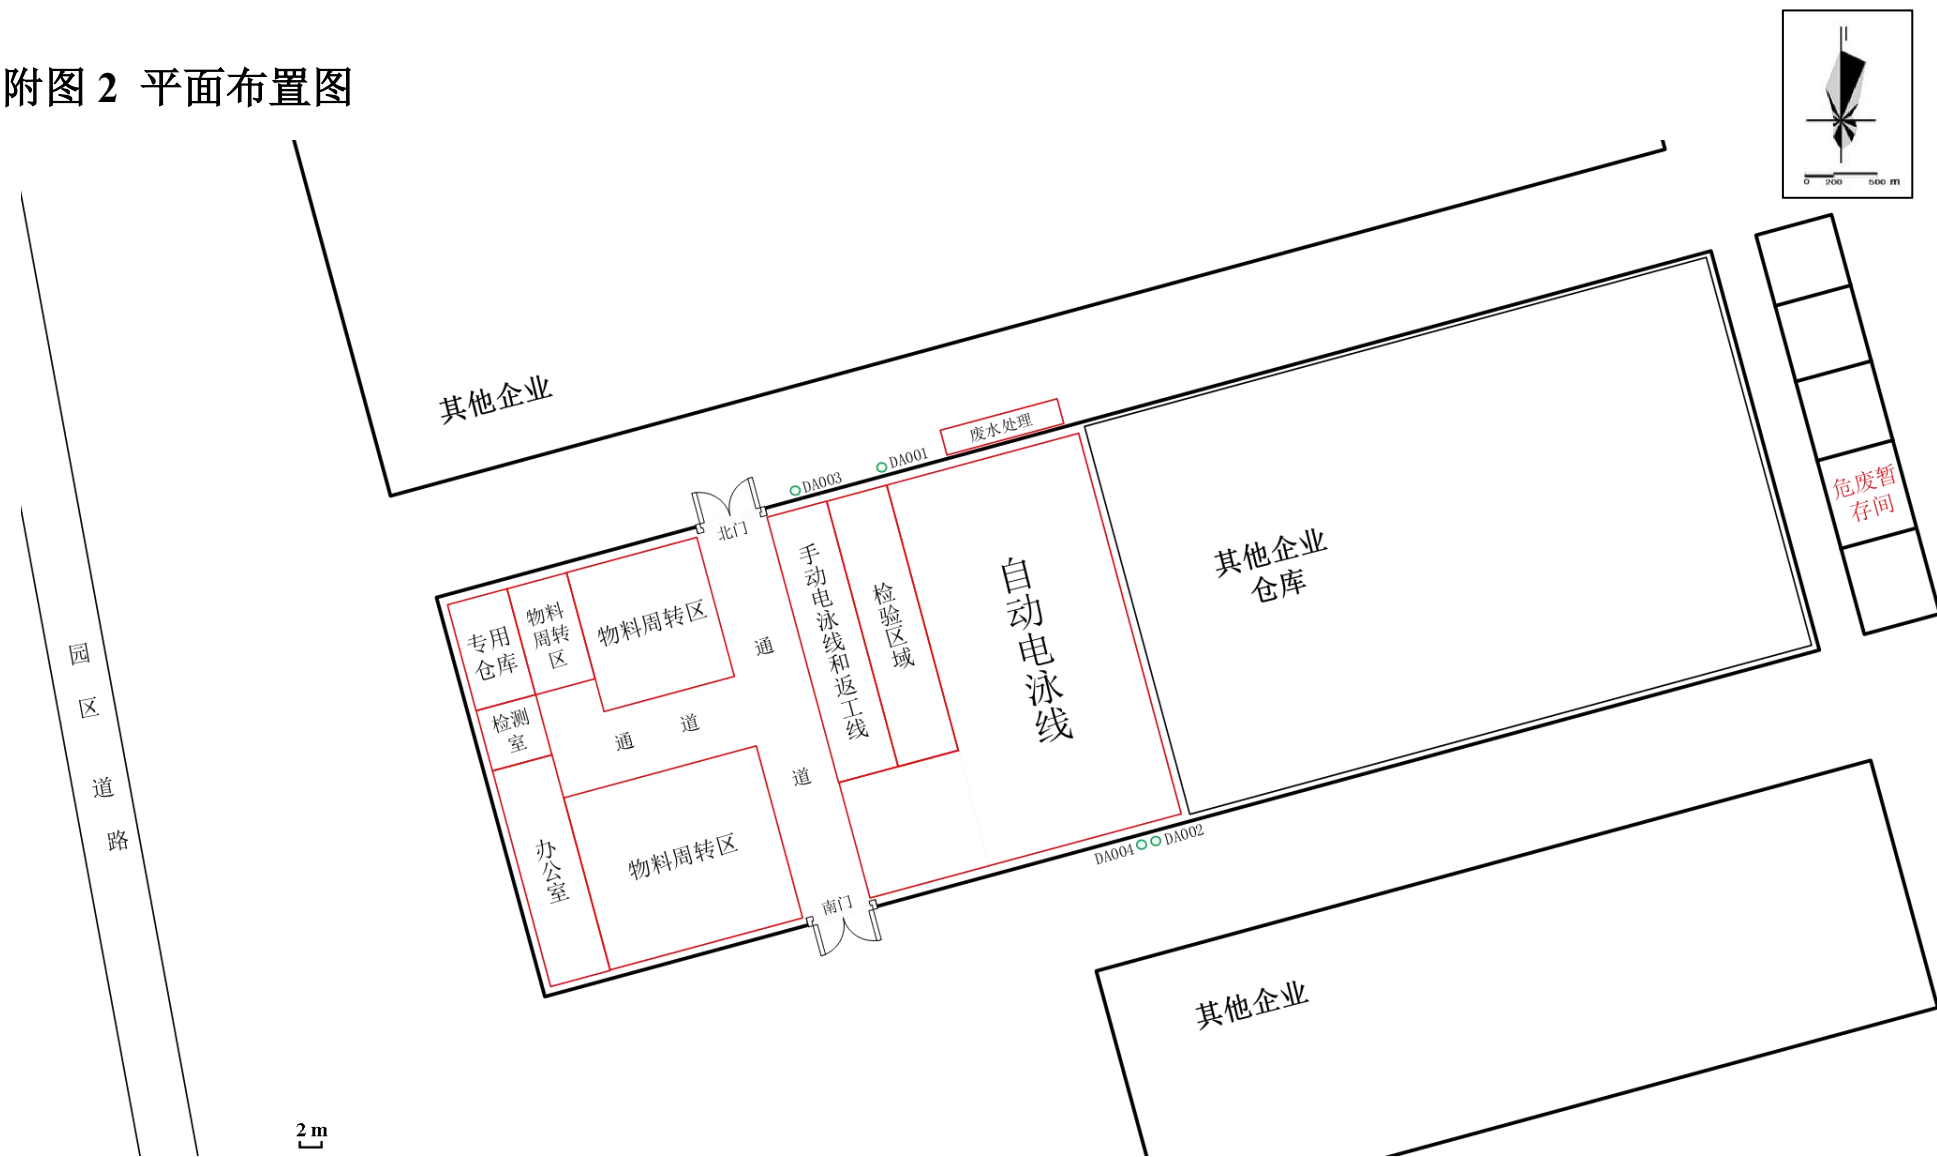 附图 2 平面布置图
0 200 500 m
其他企业
废水处理
DA001
DA003
北门
危废暂
存间
其他企业
仓库
自动电泳线
手动电泳线和返工线
检验区域
物料周转区
物料
周转
区
专用
仓库
通
道
检测
室
通
道
园
区
道
路
办公室
物料周转区
南门
DA004
DA002
其他企业
2 m